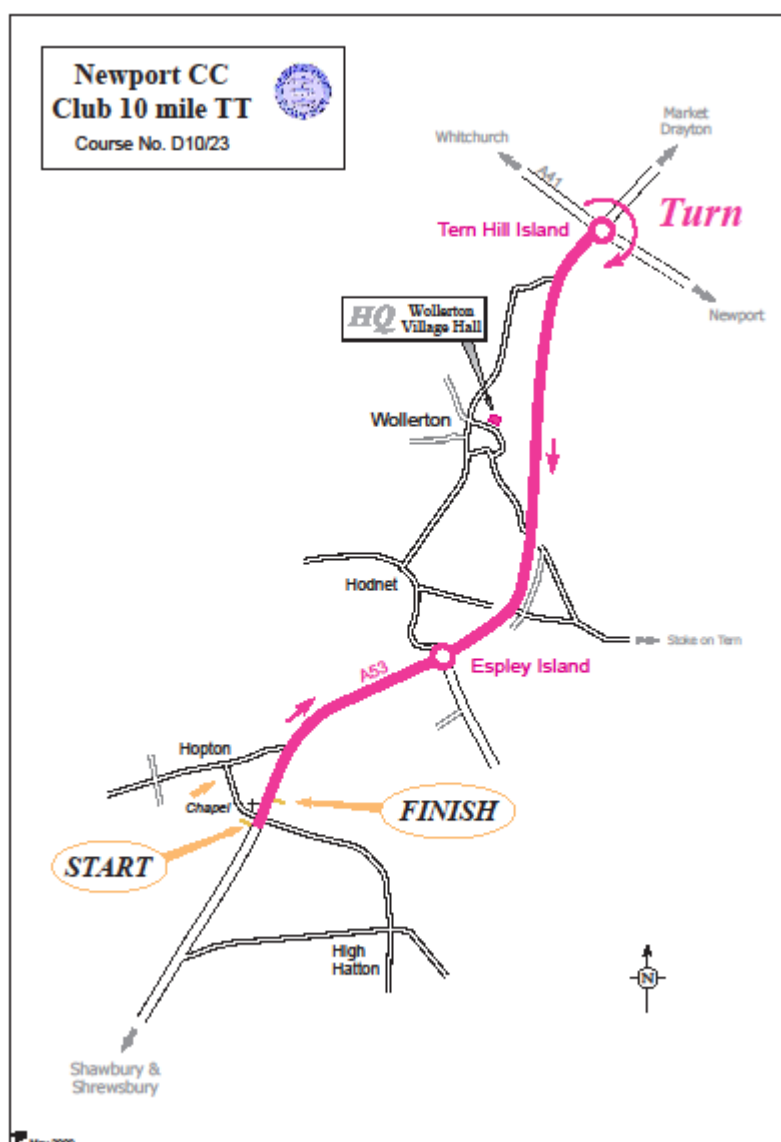 Newport CC
Club 10 mile TT
Course No. D10/23
Market
Drayton
Whitchurch
A41
Turn
Tern Hill Island
Newport
HQ Wollerton
Village Hall
Wollerton
Hodnet
Stoke on Tern
Espley Island
A53
Hopton
Chapel
FINISH
START
High
Hatton
N
Shawbury &
Shrewsbury